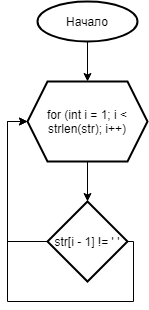 Начало
for (int i = 1; i <
strlen(str); i++)
str[i - 1] != ' '